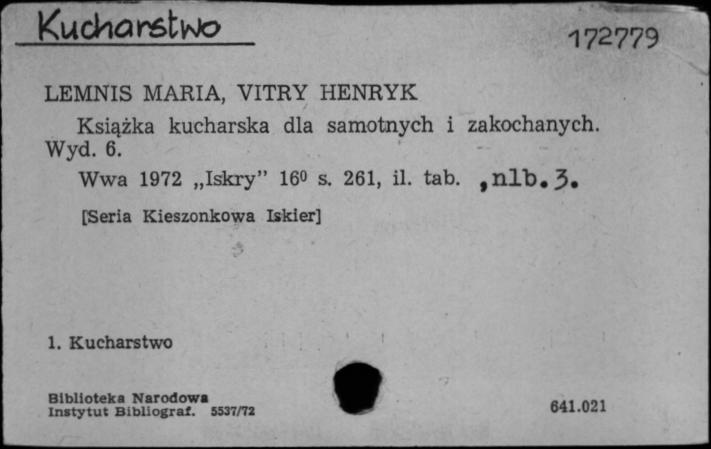 Kucharstwo
172779
LEMNIS MARIA, VITRY HENRYK
Książka kucharska dla samotnych i zakochanych.
Wyd. 6.
Wwa 1972 „Iskry” 16⁰ s. 261, il. tab. ,nlb.3.
[Seria Kieszonkowa Iskier]
1. Kucharstwo
Biblioteka Narodowa
Instytut Bibliograf. 5537/72
641.021